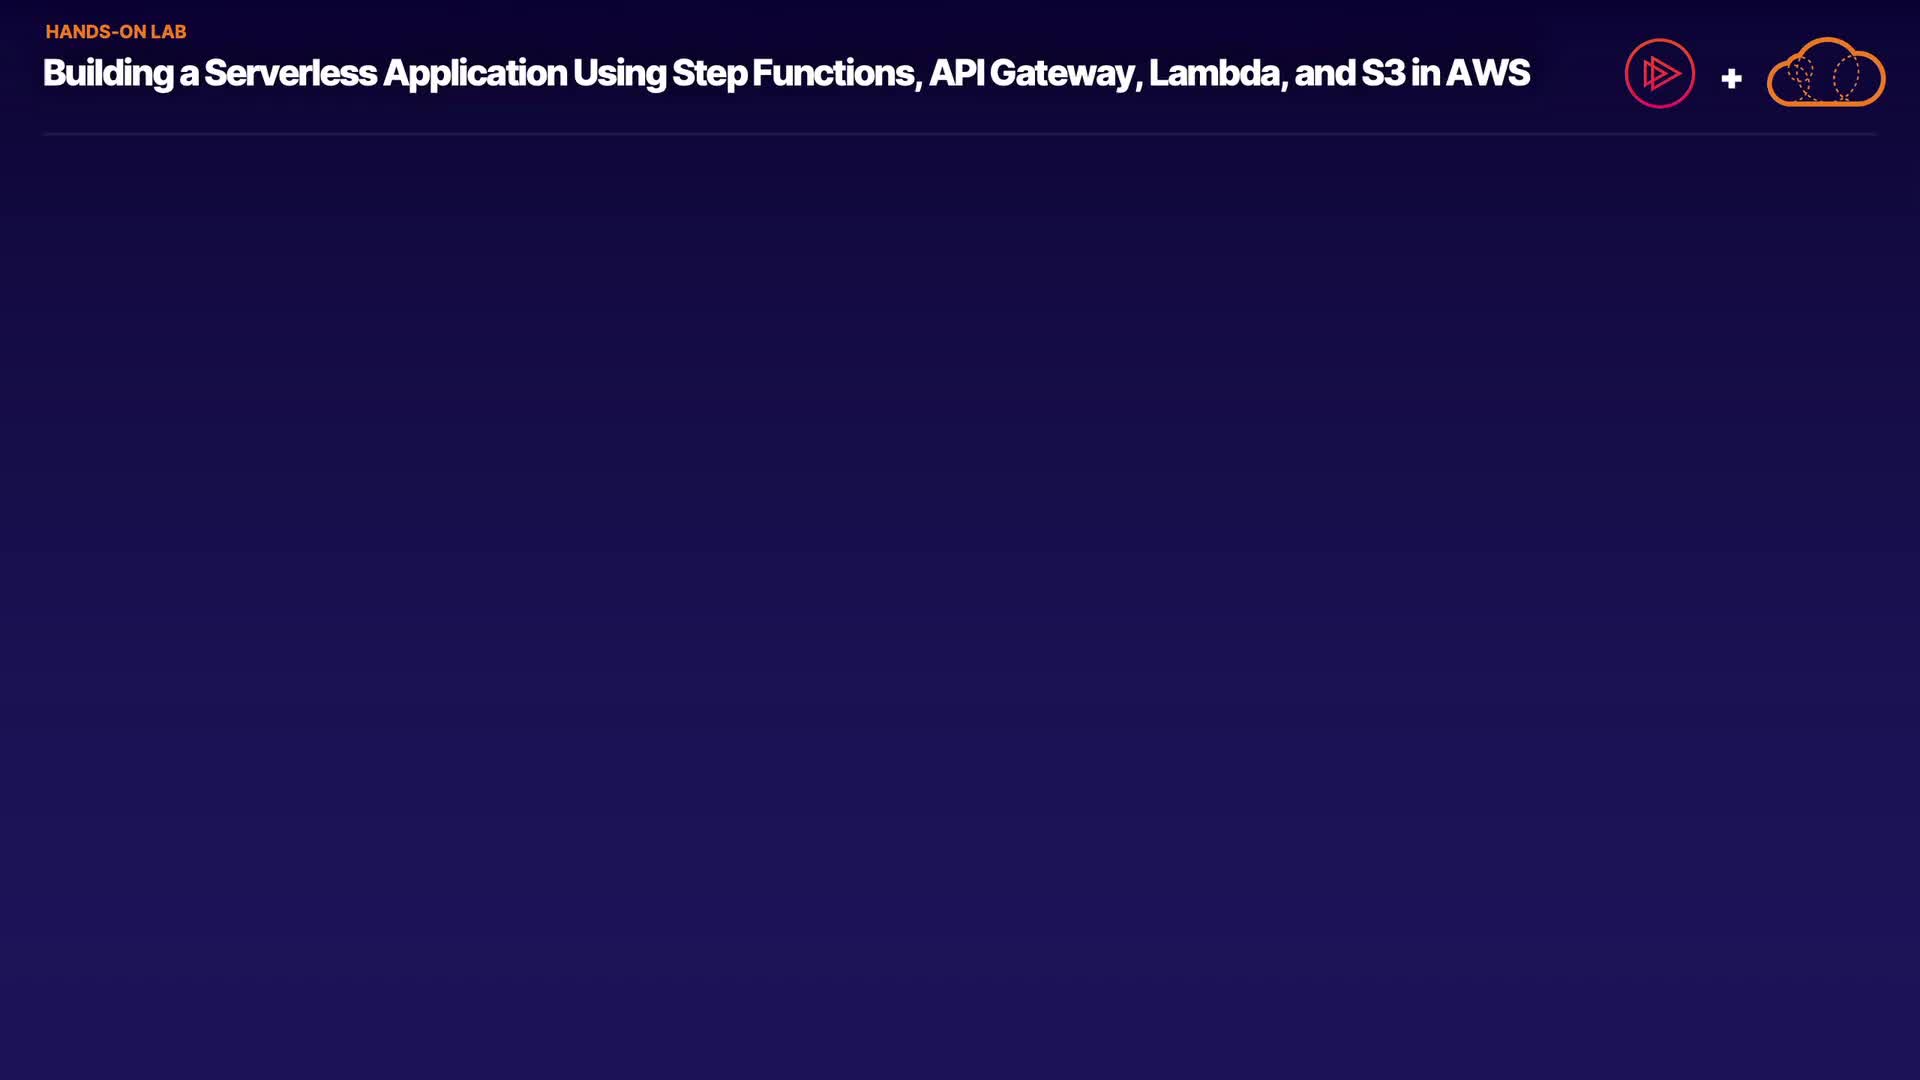 HANDS-ON LAB
Building a Serverless Application Using Step Functions, API Gateway, Lambda, and S3 in AWS
+